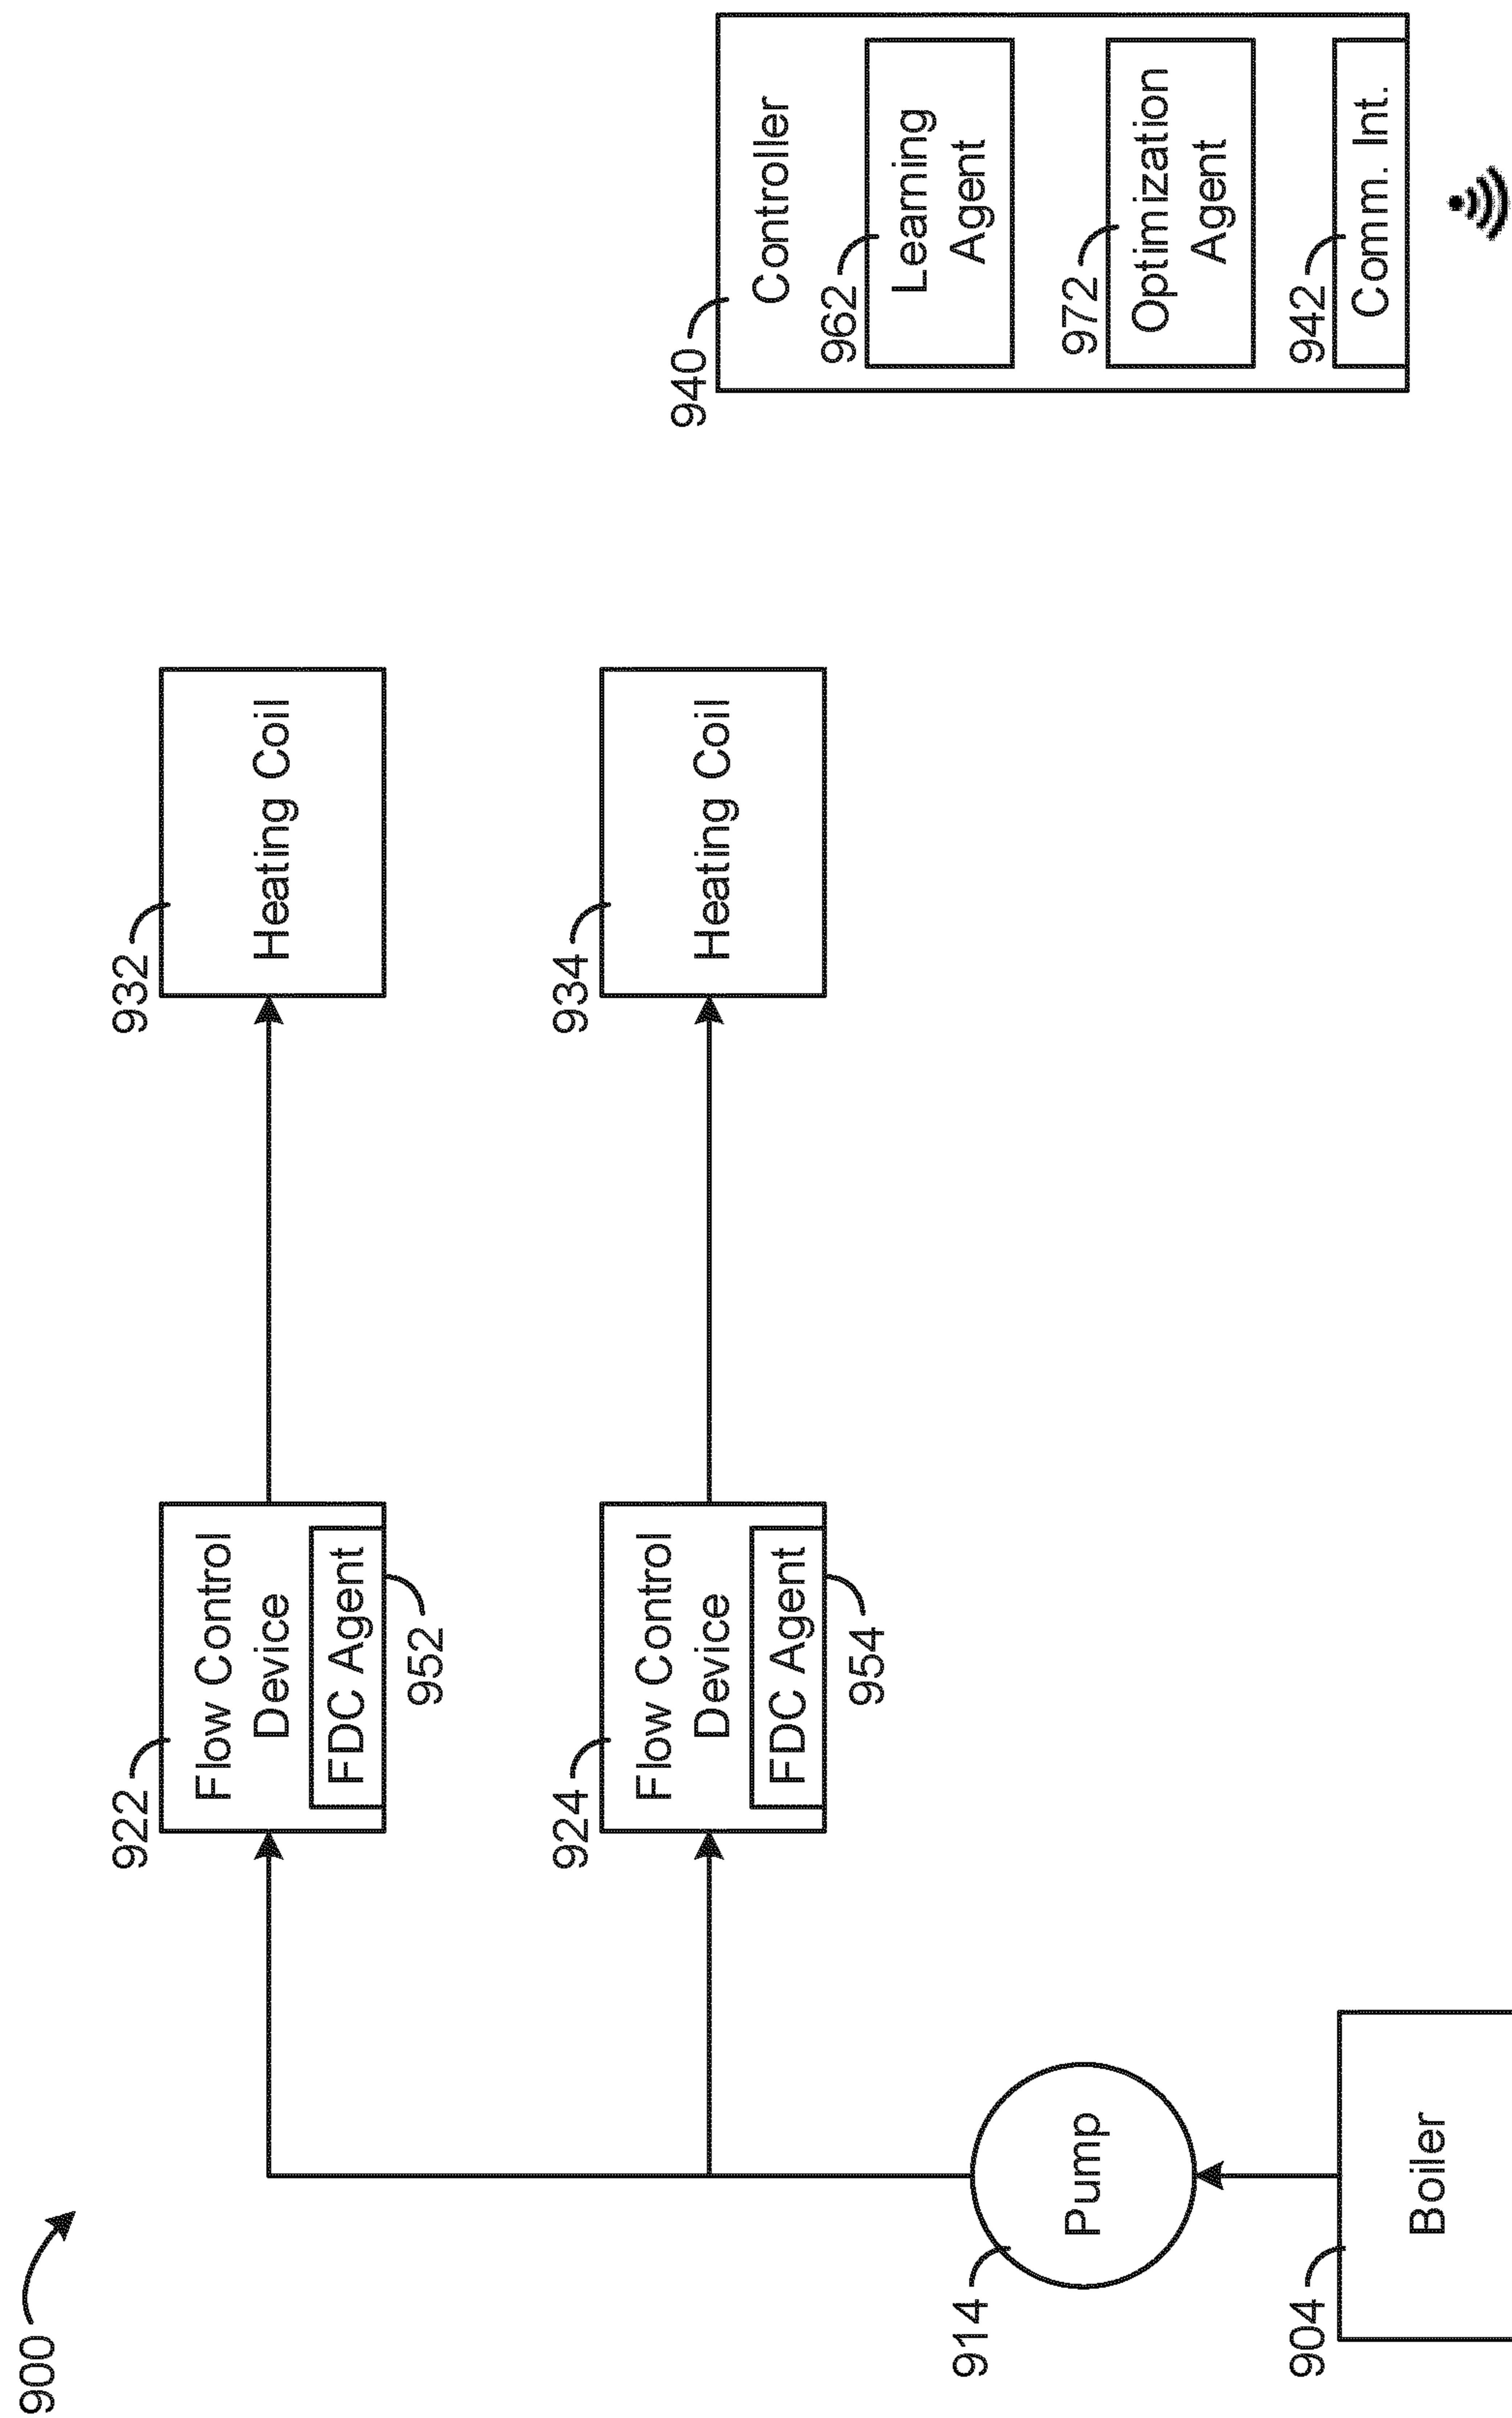 900
922
Flow Control
Device
FDC Agent
952
932
Heating Coil
924
Flow Control
Device
FDC Agent
954
934
Heating Coil
914
Pump
904
Boiler
940
Controller
962
Learning
Agent
972
Optimization
Agent
942
Comm. Int.